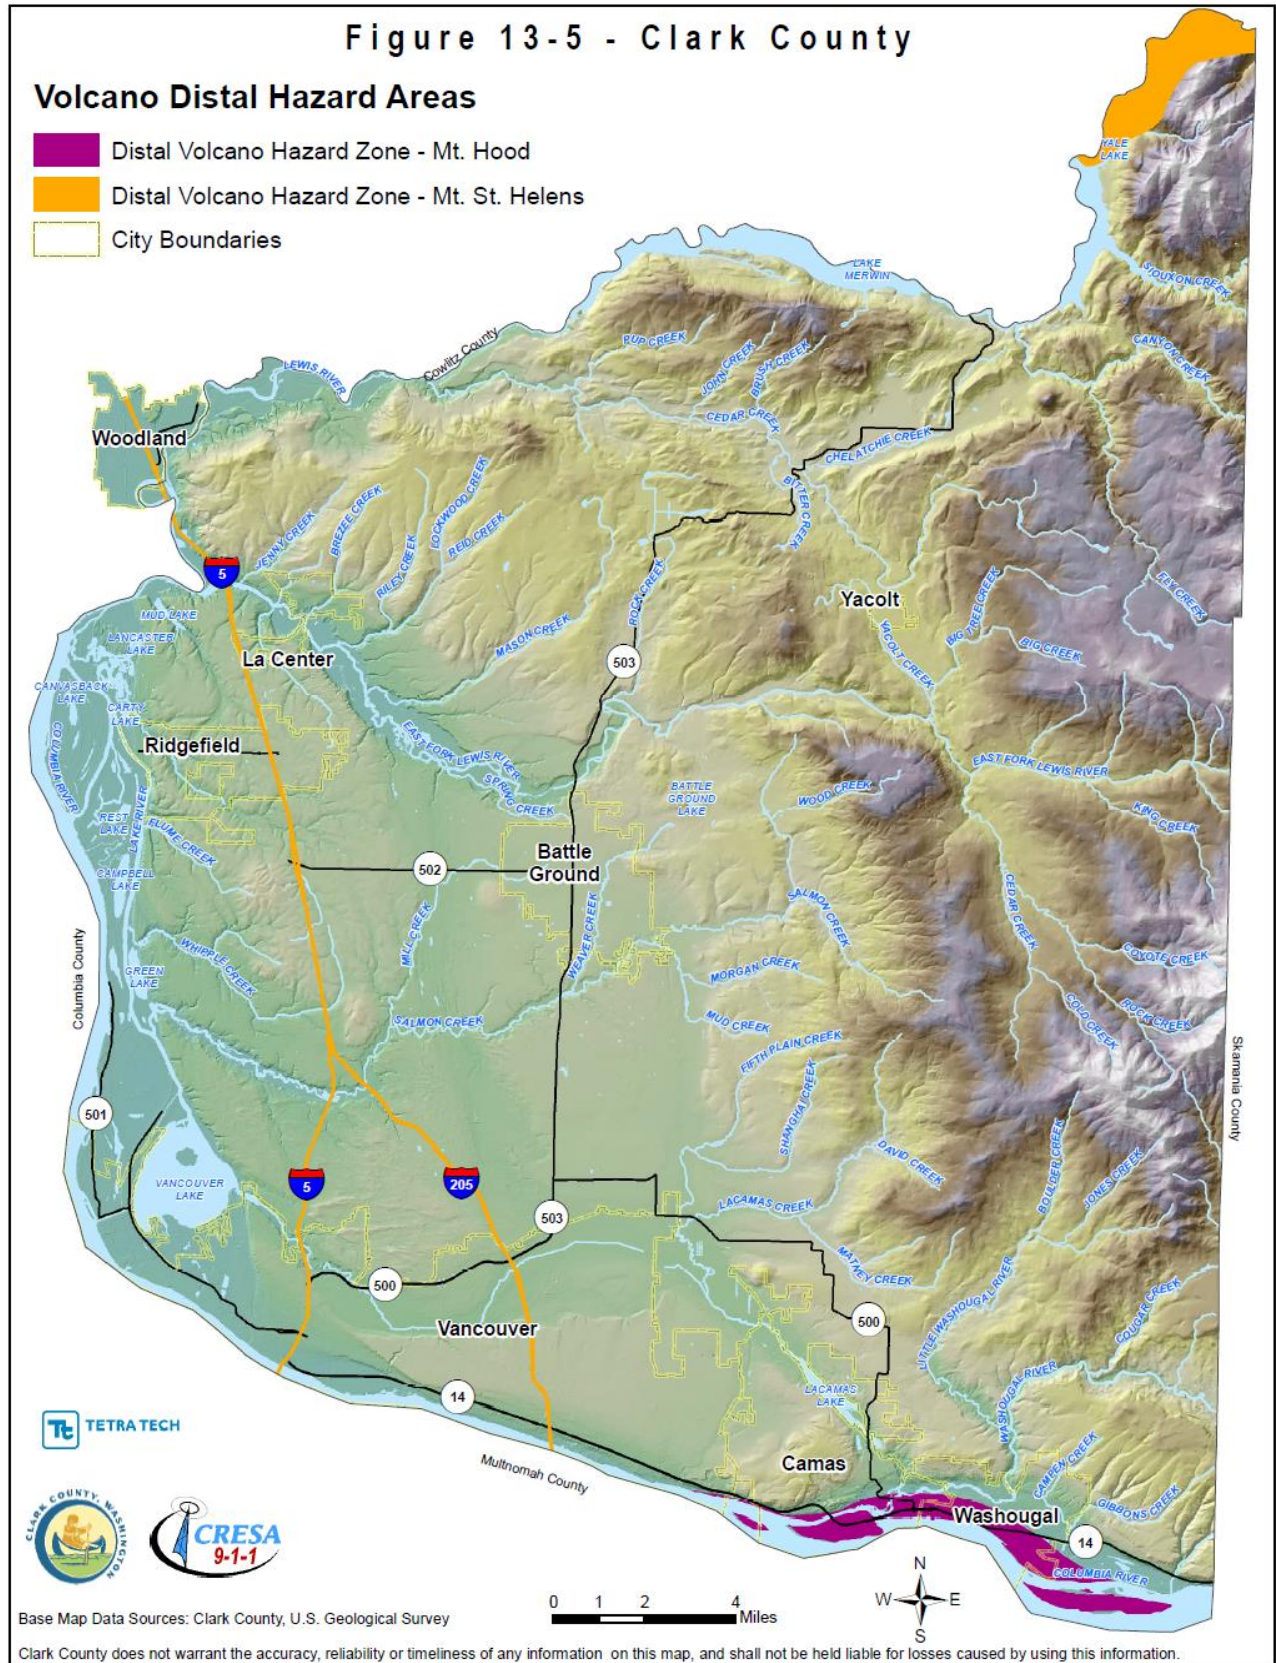 Figure 13-5 - Clark County
Volcano Distal Hazard Areas
Distal Volcano Hazard Zone - Mt. Hood
Distal Volcano Hazard Zone - Mt. St. Helens
City Boundaries
YALE
LAKE
SIOUXON CREEK
LAKE
MERWIN
CANYON CREEK
PUP CREEK
JOHN CREEK
BRUSH CREEK
Cowlitz County
LEWIS RIVER
CEDAR CREEK
CHELATCHIE CREEK
Woodland
BITTER CREEK
LOCKWOOD CREEK
BREZEE CREEK
JENNY CREEK
REID CREEK
RILEY CREEK
5
ROCK CREEK
FLY CREEK
Yacolt
BIG TREE CREEK
YACOLT CREEK
BIG CREEK
MUD LAKE
LANCASTER
LAKE
MASON CREEK
La Center
503
CANVASBACK
LAKE
CARTY
LAKE
COLUMBIA RIVER
Ridgefield
EAST FORK LEWIS RIVER
SPRING CREEK
EAST FORK LEWIS RIVER
BATTLE
GROUND
LAKE
WOOD CREEK
KING CREEK
REST
LAKE
LAKE RIVER
FLUME CREEK
CAMPBELL
LAKE
502
Battle
Ground
SALMON CREEK
CEDAR CREEK
MILL CREEK
WEAVER CREEK
WHIPPLE CREEK
GREEN
LAKE
Columbia County
COYOTE CREEK
MORGAN CREEK
MUD CREEK
COLD CREEK
ROCK CREEK
SALMON CREEK
FIFTH PLAIN CREEK
SHANGHAI CREEK
Skamania County
501
DAVID CREEK
BOULDER CREEK
JONES CREEK
VANCOUVER
LAKE
5
205
503
LACAMAS CREEK
MATNEY CREEK
500
500
Vancouver
LITTLE WASHOUGAL RIVER
COUGAR CREEK
WASHOUGAL RIVER
14
LACAMAS
LAKE
Camas
CAMPEN CREEK
GIBBONS CREEK
Washougal
14
COLUMBIA RIVER
Multnomah County
Tt
TETRA TECH
CLARK COUNTY, WASHINGTON
CRESA
9-1-1
N
W E
S
0 1 2 4
Miles
Base Map Data Sources: Clark County, U.S. Geological Survey
Clark County does not warrant the accuracy, reliability or timeliness of any information on this map, and shall not be held liable for losses caused by using this information.